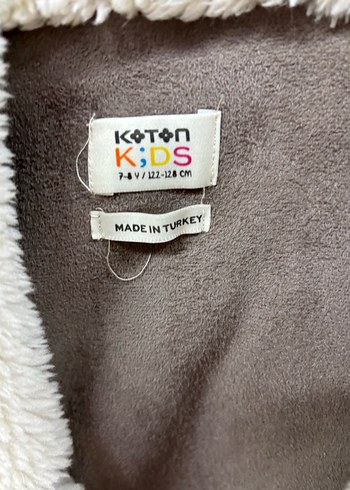 KOTON
K;DS
7-8 Y / 122-128 CM
MADE IN TURKEY